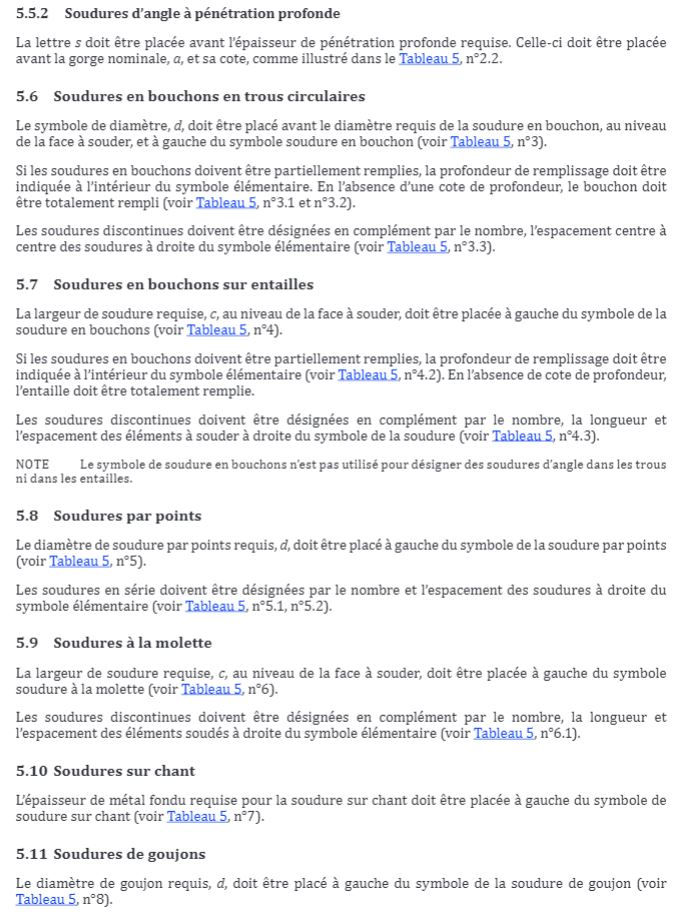 5.5.2 Soudures d’angle à pénétration profonde
La lettre s doit être placée avant l’épaisseur de pénétration profonde requise. Celle-ci doit être placée
avant la gorge nominale, a, et sa cote, comme illustré dans le Tableau 5, n°2.2.
5.6 Soudures en bouchons en trous circulaires
Le symbole de diamètre, d, doit être placé avant le diamètre requis de la soudure en bouchon, au niveau
de la face à souder, et à gauche du symbole soudure en bouchon (voir Tableau 5, n°3).
Si les soudures en bouchons doivent être partiellement remplies, la profondeur de remplissage doit être
indiquée à l’intérieur du symbole élémentaire. En l’absence d’une cote de profondeur, le bouchon doit
être totalement rempli (voir Tableau 5, n°3.1 et n°3.2).
Les soudures discontinues doivent être désignées en complément par le nombre, l’espacement centre à
centre des soudures à droite du symbole élémentaire (voir Tableau 5, n°3.3).
5.7 Soudures en bouchons sur entailles
La largeur de soudure requise, c, au niveau de la face à souder, doit être placée à gauche du symbole de la
soudure en bouchons (voir Tableau 5, n°4).
Si les soudures en bouchons doivent être partiellement remplies, la profondeur de remplissage doit être
indiquée à l’intérieur du symbole élémentaire (voir Tableau 5, n°4.2). En l’absence de cote de profondeur,
l’entaille doit être totalement remplie.
Les soudures discontinues doivent être désignées en complément par le nombre, la longueur et
l’espacement des éléments à souder à droite du symbole de la soudure (voir Tableau 5, n°4.3).
NOTE Le symbole de soudure en bouchons n’est pas utilisé pour désigner des soudures d’angle dans les trous
ni dans les entailles.
5.8 Soudures par points
Le diamètre de soudure par points requis, d, doit être placé à gauche du symbole de la soudure par points
(voir Tableau 5, n°5).
Les soudures en série doivent être désignées par le nombre et l’espacement des soudures à droite du
symbole élémentaire (voir Tableau 5, n°5.1, n°5.2).
5.9 Soudures à la molette
La largeur de soudure requise, c, au niveau de la face à souder, doit être placée à gauche du symbole
soudure à la molette (voir Tableau 5, n°6).
Les soudures discontinues doivent être désignées en complément par le nombre, la longueur et
l’espacement des éléments soudés à droite du symbole élémentaire (voir Tableau 5, n°6.1).
5.10 Soudures sur chant
L’épaisseur de métal fondu requise pour la soudure sur chant doit être placée à gauche du symbole de
soudure sur chant (voir Tableau 5, n°7).
5.11 Soudures de goujons
Le diamètre de goujon requis, d, doit être placé à gauche du symbole de la soudure de goujon (voir
Tableau 5, n°8).